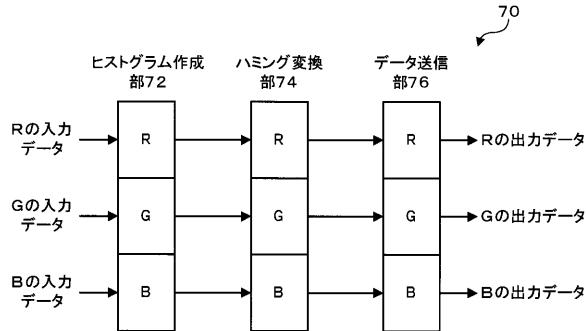 70
ヒストグラム作成
部72
ハミング変換
部74
データ送信
部76
Rの入力
データ
R
R
R
Rの出力データ
Gの入力
データ
G
G
G
Gの出力データ
Bの入力
データ
B
B
B
Bの出力データ